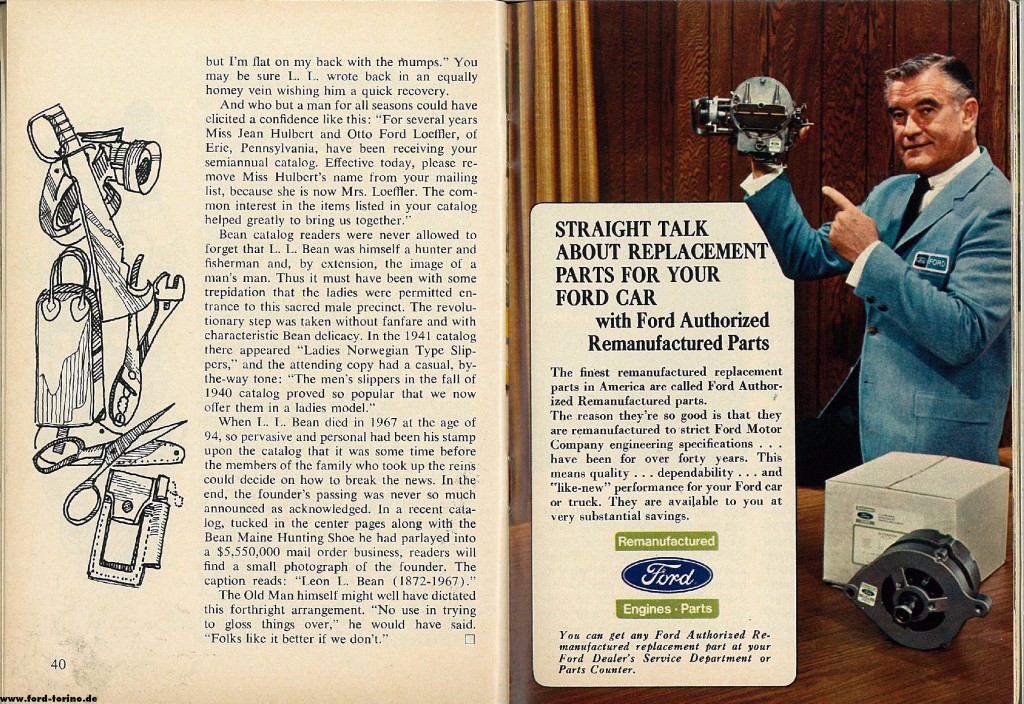 but I'm flat on my back with the mumps." You
may be sure L. L. wrote back in an equally
homey vein wishing him a quick recovery.
And who but a man for all seasons could have
elicited a confidence like this: "For several years
Miss Jean Hulbert and Otto Ford Loeffler, of
Erie, Pennsylvania, have been receiving your
semiannual catalog. Effective today, please re-
move Miss Hulbert's name from your mailing
list, because she is now Mrs. Loeffler. The com-
mon interest in the items listed in your catalog
helped greatly to bring us together."
Bean catalog readers were never allowed to
forget that L. L. Bean was himself a hunter and
fisherman and, by extension, the image of a
man's man. Thus it must have been with some
trepidation that the ladies were permitted en-
trance to this sacred male precinct. The revolu-
tionary step was taken without fanfare and with
characteristic Bean delicacy. In the 1941 catalog
there appeared "Ladies Norwegian Type Slip-
pers," and the attending copy had a casual, by-
the-way tone: "The men's slippers in the fall of
1940 catalog proved so popular that we now
offer them in a ladies model."
When L. L. Bean died in 1967 at the age of
94, so pervasive and personal had been his stamp
upon the catalog that it was some time before
the members of the family who took up the reins
could decide on how to break the news. In the
end, the founder's passing was never so much
announced as acknowledged. In a recent cata-
log, tucked in the center pages along with the
Bean Maine Hunting Shoe he had parlayed into
a $5,550,000 mail order business, readers will
find a small photograph of the founder. The
caption reads: "Leon L. Bean (1872-1967)."
The Old Man himself might well have dictated
this forthright arrangement. "No use in trying
to gloss things over," he would have said.
"Folks like it better if we don't."
40
www.ford-torino.de
STRAIGHT TALK
ABOUT REPLACEMENT
PARTS FOR YOUR
FORD CAR
with Ford Authorized
Remanufactured Parts
The finest remanufactured replacement
parts in America are called Ford Author-
ized Remanufactured parts.
The reason they're so good is that they
are remanufactured to strict Ford Motor
Company engineering specifications . . .
have been for over forty years. This
means quality . . . dependability . . . and
"like-new" performance for your Ford car
or truck. They are available to you at
very substantial savings.
Remanufactured
Ford
Engines · Parts
You can get any Ford Authorized Re-
manufactured replacement part at your
Ford Dealer's Service Department or
Parts Counter.
FORD